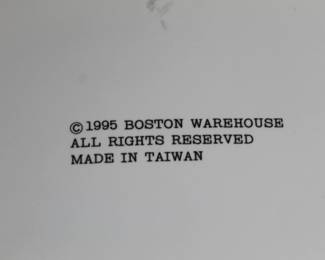 © 1995 BOSTON WAREHOUSE
ALL RIGHTS RESERVED
MADE IN TAIWAN